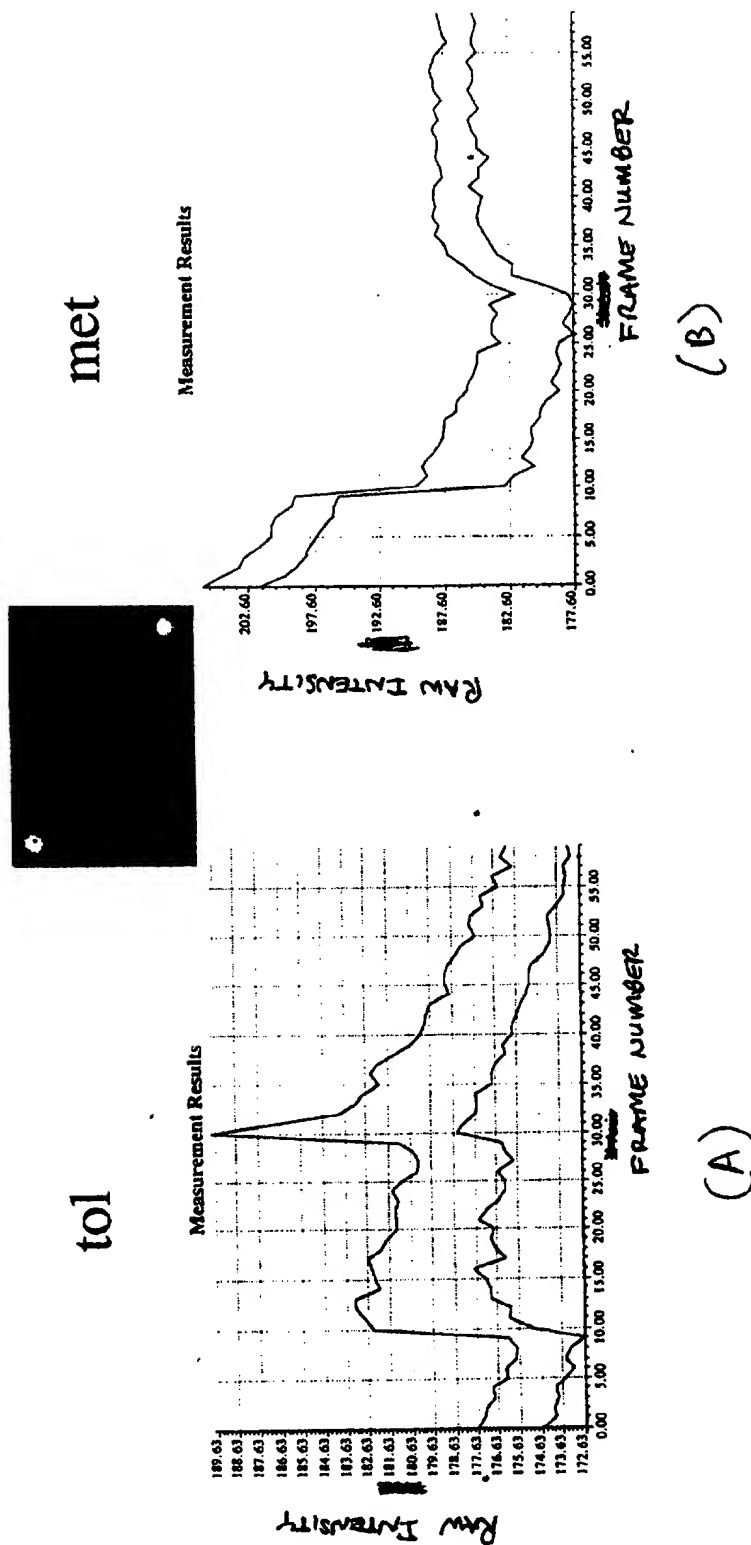 tol
Measurement Results
RAW INTENSITY
189.63
188.63
187.63
186.63
185.63
184.63
183.63
182.63
181.63
180.63
179.63
178.63
177.63
176.63
175.63
174.63
173.63
172.63
0.00 5.00 10.00 15.00 20.00 25.00 30.00 35.00 40.00 45.00 50.00 55.00
FRAME NUMBER
(A)
met
Measurement Results
RAW INTENSITY
202.60
197.60
192.60
187.60
182.60
177.60
0.00 5.00 10.00 15.00 20.00 25.00 30.00 35.00 40.00 45.00 50.00 55.00
FRAME NUMBER
(B)